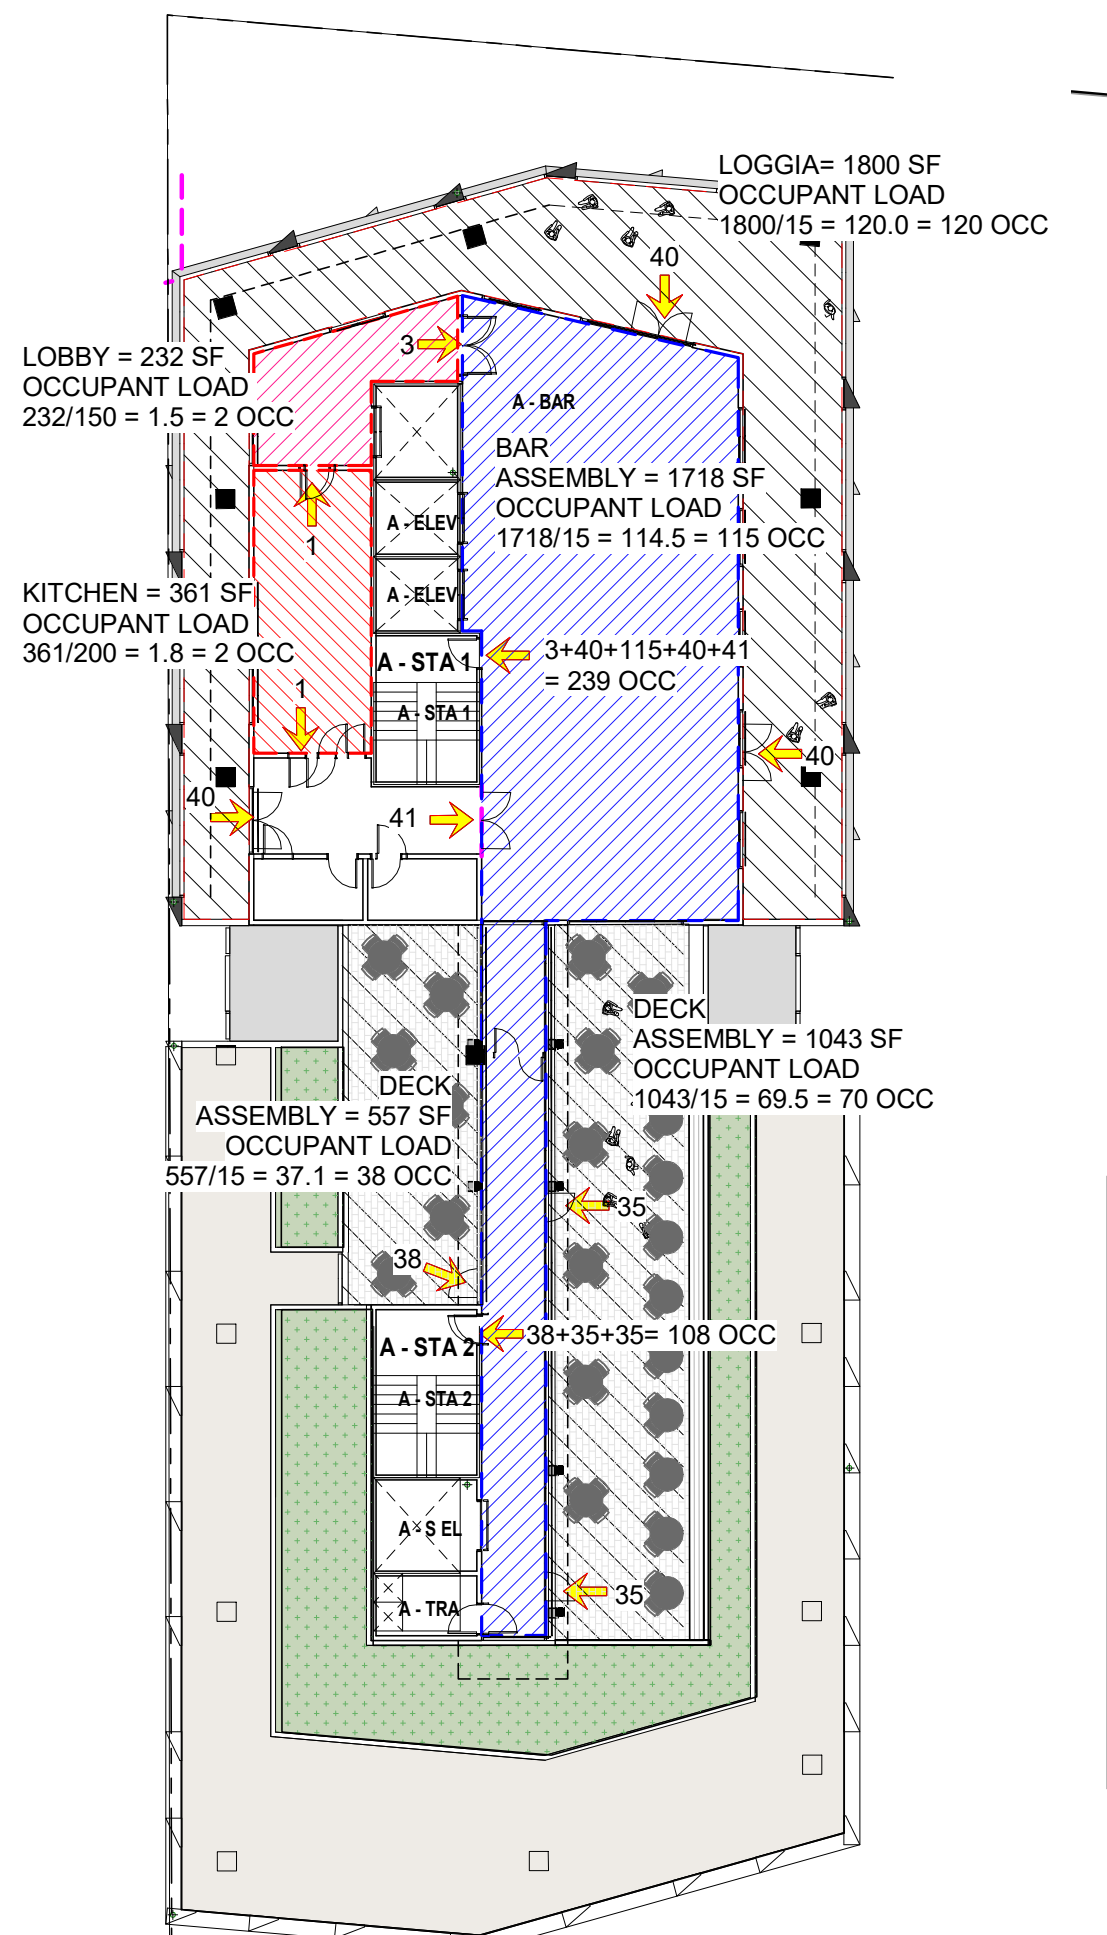 LOGGIA= 1800 SF
OCCUPANT LOAD
1800/15 = 120.0 = 120 OCC
40
3
LOBBY = 232 SF
OCCUPANT LOAD
232/150 = 1.5 = 2 OCC
A - BAR
BAR
ASSEMBLY = 1718 SF
OCCUPANT LOAD
1718/15 = 114.5 = 115 OCC
A - ELEV
1
KITCHEN = 361 SF
OCCUPANT LOAD
361/200 = 1.8 = 2 OCC
A - ELEV
3+40+115+40+41
= 239 OCC
A - STA 1
1
A - STA 1
40
40
41
DECK
ASSEMBLY = 1043 SF
OCCUPANT LOAD
1043/15 = 69.5 = 70 OCC
DECK
ASSEMBLY = 557 SF
OCCUPANT LOAD
557/15 = 37.1 = 38 OCC
35
38
38+35+35= 108 OCC
A - STA 2
A - STA 2
A - S EL
35
A - TRA